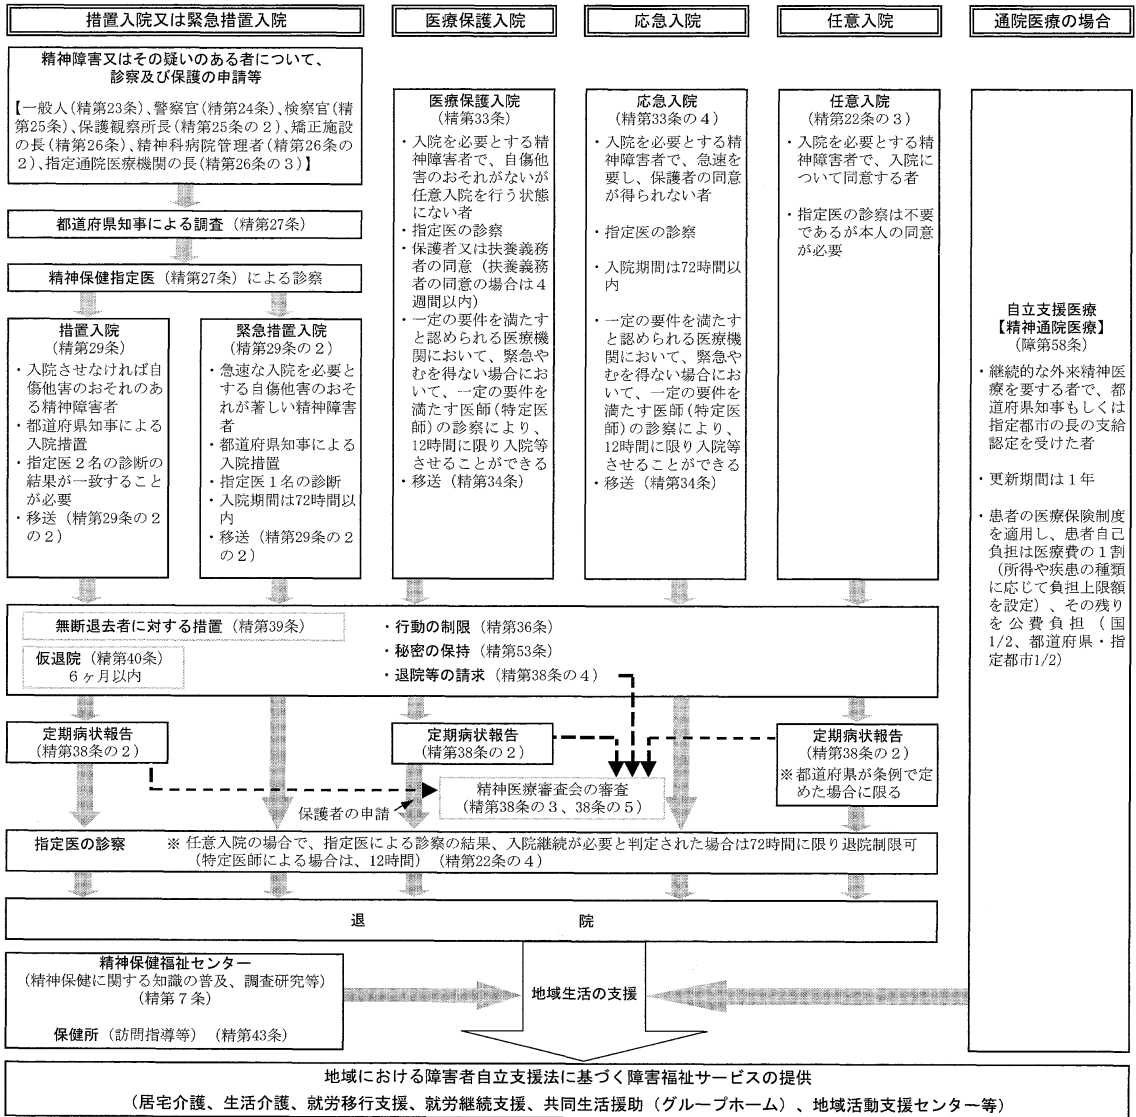 措置入院又は緊急措置入院
医療保護入院
応急入院
任意入院
通院医療の場合
精神障害又はその疑いのある者について、
診察及び保護の申請等
【一般人(精第23条)、警察官(精第24条)、検察官(精
第25条)、保護観察所長(精第25条の2)、矯正施設
の長(精第26条)、精神科病院管理者(精第26条の
2)、指定通院医療機関の長(精第26条の3)】
都道府県知事による調査(精第27条)
精神保健指定医(精第27条)による診察
措置入院
(精第29条)
・入院させなければ自
傷他害のおそれのあ
る精神障害者
・都道府県知事による
入院措置
・指定医2名の診断の
結果が一致すること
が必要
・移送(精第29条の2
の2)
緊急措置入院
(精第29条の2)
・急速な入院を必要と
する自傷他害のおそ
れが著しい精神障害
者
・都道府県知事による
入院措置
・指定医1名の診断
・入院期間は72時間以
内
・移送(精第29条の2
の2)
医療保護入院
(精第33条)
・入院を必要とする精
神障害者で、自傷他
害のおそれがないが
任意入院を行う状態
にない者
・指定医の診察
・保護者又は扶養義務
者の同意(扶養義務
者の同意の場合は4
週間以内)
・一定の要件を満たす
と認められる医療機
関において、緊急や
むを得ない場合にお
いて、一定の要件を
満たす医師(特定医
師)の診察により、
12時間に限り入院等
させることができる
・移送(精第34条)
応急入院
(精第33条の4)
・入院を必要とする精
神障害者で、急速を
要し、保護者の同意
が得られない者
・指定医の診察
・入院期間は72時間以
内
・一定の要件を満たす
と認められる医療機
関において、緊急や
むを得ない場合にお
いて、一定の要件を
満たす医師(特定医
師)の診察により、
12時間に限り入院等
させることができる
・移送(精第34条)
任意入院
(精第22条の3)
・入院を必要とする精
神障害者で、入院に
ついて同意する者
・指定医の診察は不要
であるが本人の同意
が必要
自立支援医療
【精神通院医療】
(障第58条)
・継続的な外来精神医
療を要する者で、都
道府県知事もしくは
指定都市の長の支給
認定を受けた者
・更新期間は1年
・患者の医療保険制度
を適用し、患者自己
負担は医療費の1割
(所得や疾患の種類
に応じて負担上限額
を設定)、その残り
を公費負担(国
1/2、都道府県・指
定都市1/2)
無断退去者に対する措置(精第39条)
仮退院(精第40条)
6ヶ月以内
・行動の制限(精第36条)
・秘密の保持(精第53条)
・退院等の請求(精第38条の4)
定期病状報告
(精第38条の2)
定期病状報告
(精第38条の2)
定期病状報告
(精第38条の2)
※都道府県が条例で定
めた場合に限る
精神医療審査会の審査
(精第38条の3、38条の5)
保護者の申請
指定医の診察 ※ 任意入院の場合で、指定医による診察の結果、入院継続が必要と判定された場合は72時間に限り退院制限可
(特定医師による場合は、12時間)(精第22条の4)
退 院
精神保健福祉センター
(精神保健に関する知識の普及、調査研究等)
(精第7条)
保健所(訪問指導等)(精第43条)
地域生活の支援
地域における障害者自立支援法に基づく障害福祉サービスの提供
(居宅介護、生活介護、就労移行支援、就労継続支援、共同生活援助(グループホーム)、地域活動支援センター等)